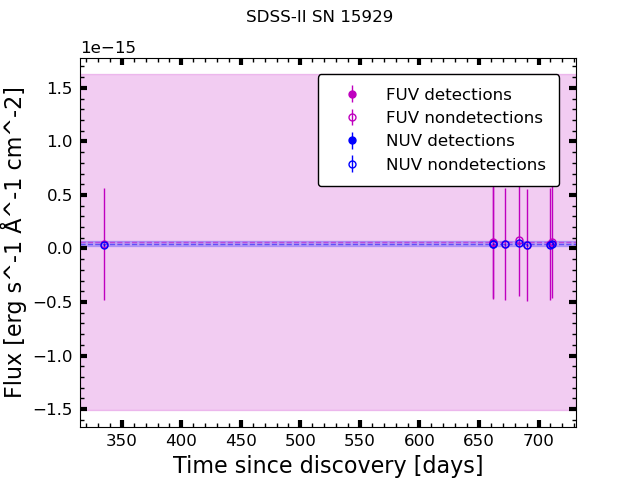 SDSS-II SN 15929
1e−15
1.5
1.0
0.5
0.0
−0.5
−1.0
−1.5
Flux [erg s^-1 Å^-1 cm^-2]
FUV detections
FUV nondetections
NUV detections
NUV nondetections
350 400 450 500 550 600 650 700
Time since discovery [days]